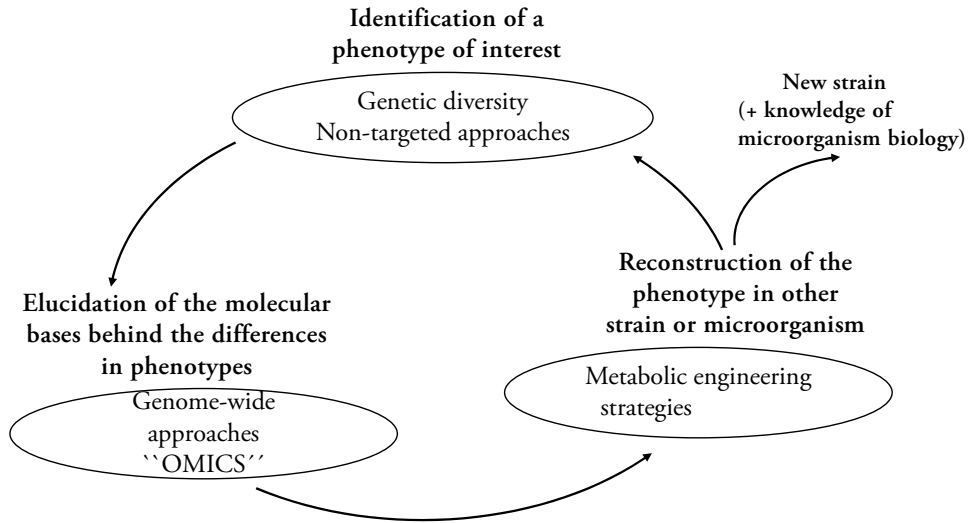 Identification of a
phenotype of interest
Genetic diversity
Non-targeted approaches
New strain
(+ knowledge of
microorganism biology)
Elucidation of the molecular
bases behind the differences
in phenotypes
Genome-wide
approaches
``OMICS´´
Reconstruction of the
phenotype in other
strain or microorganism
Metabolic engineering
strategies